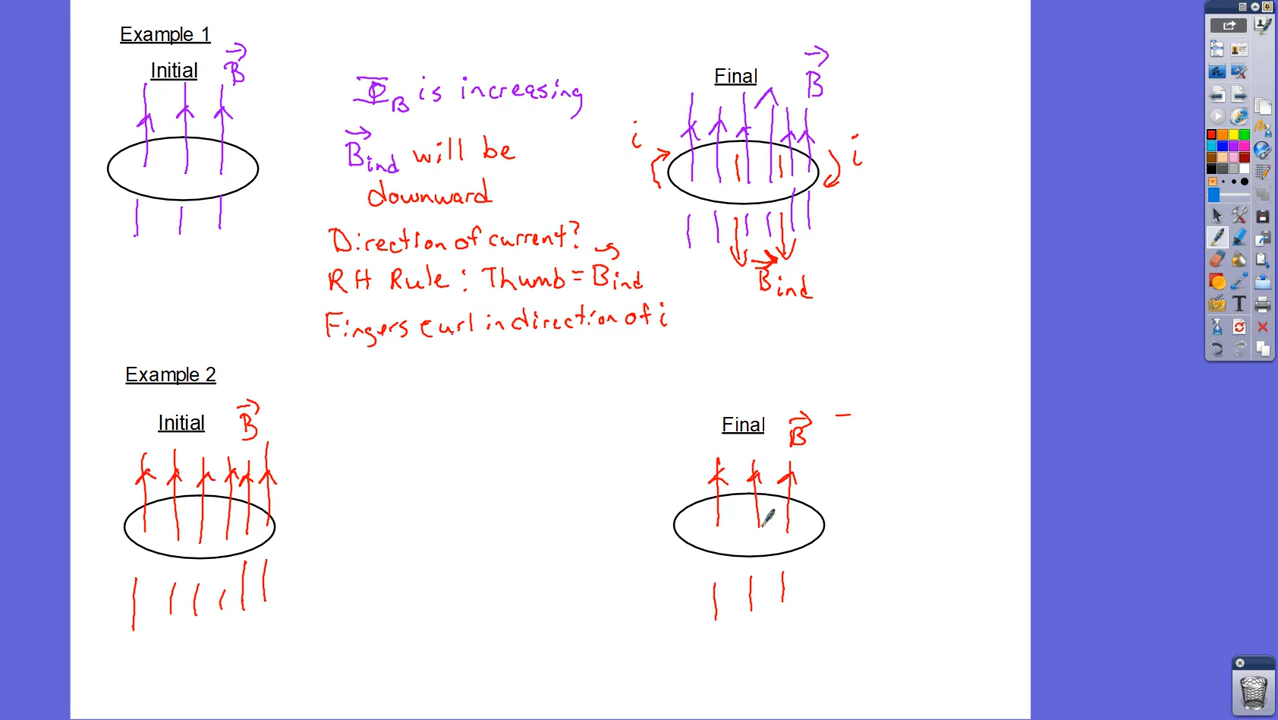 Example 1
Initial
B
Φ_B is increasing
B_ind will be
downward
Direction of current?
RH Rule: Thumb = B_ind
Fingers curl in direction of i
Final
B
i
i
B_ind
Example 2
Initial
B
Final
B